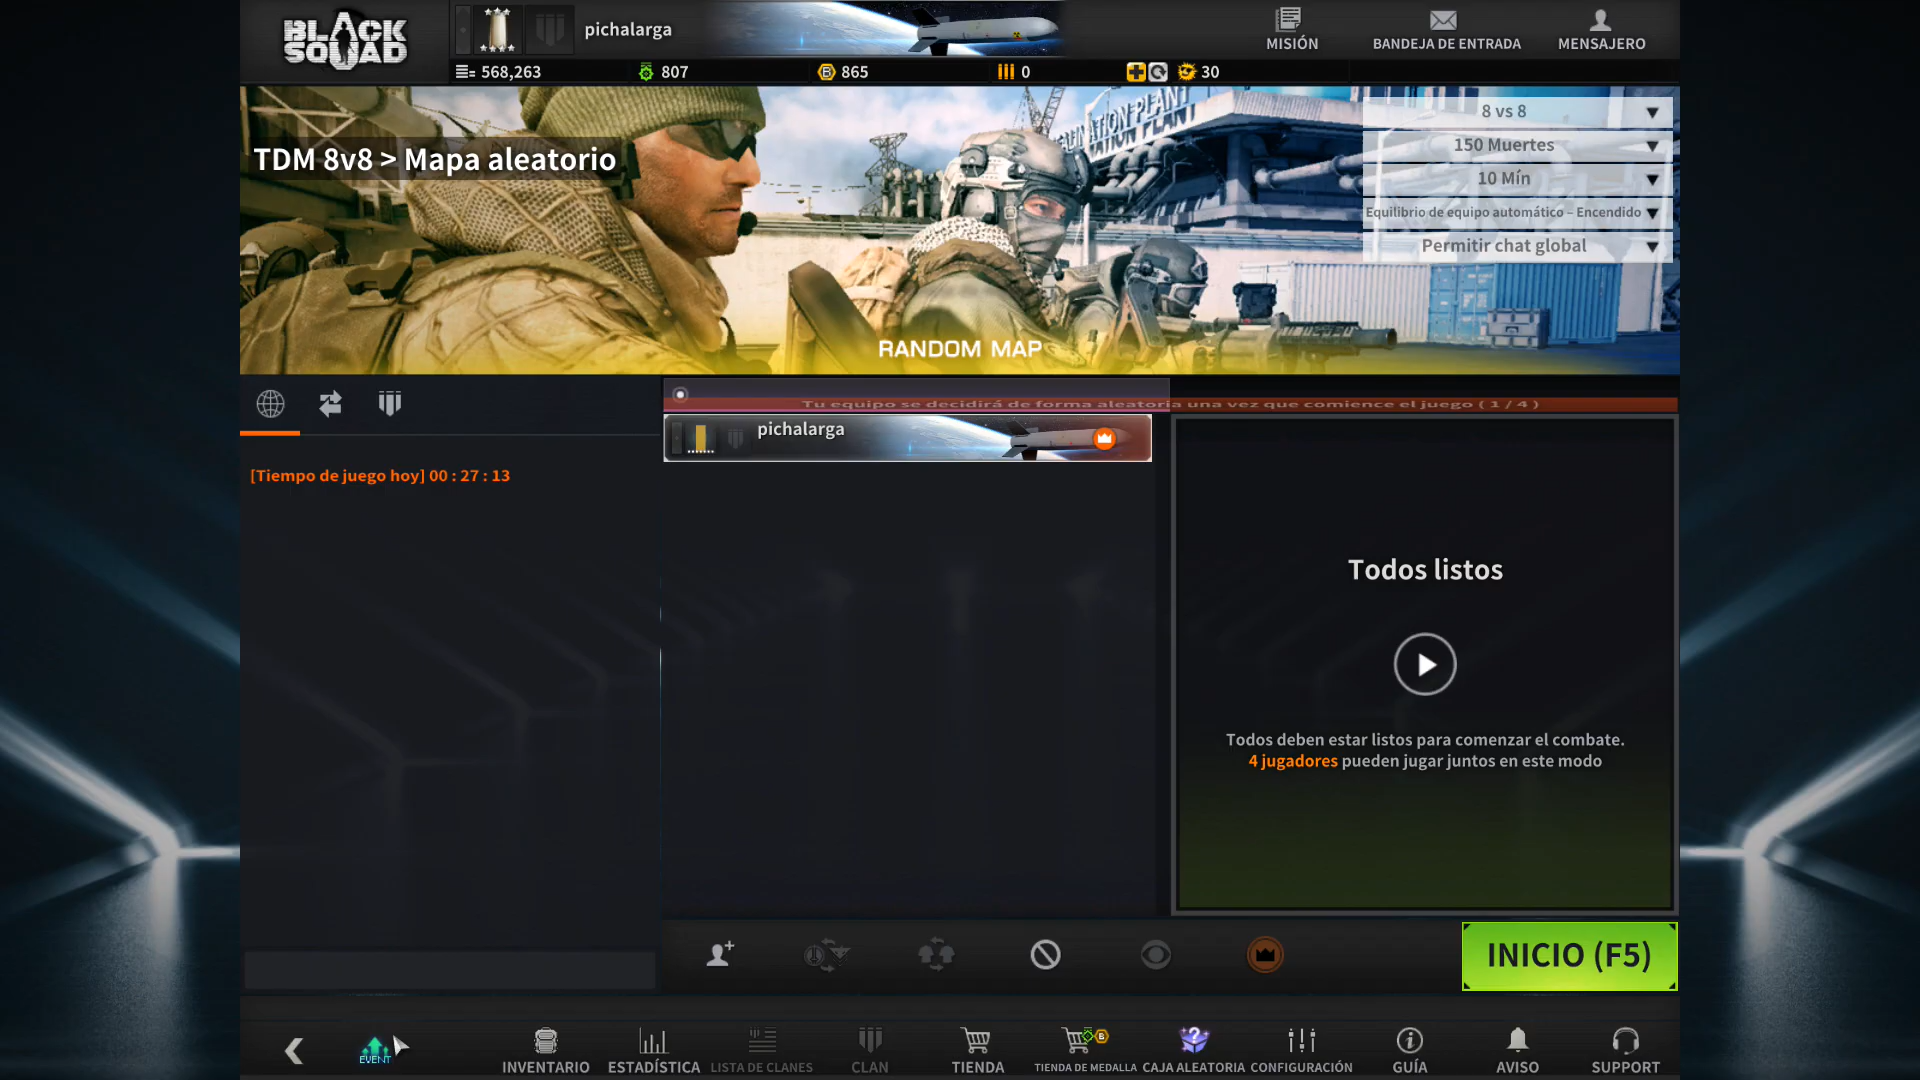 BLACK SQUAD
pichalarga
MISIÓN
BANDEJA DE ENTRADA
MENSAJERO
568,263
807
865
0
30
TDM 8v8 > Mapa aleatorio
8 vs 8
150 Muertes
10 Mín
Equilibrio de equipo automático – Encendido
Permitir chat global
RANDOM MAP
Tu equipo se decidirá de forma aleatoria una vez que comience el juego ( 1 / 4 )
pichalarga
[Tiempo de juego hoy] 00 : 27 : 13
Todos listos
Todos deben estar listos para comenzar el combate.
4 jugadores pueden jugar juntos en este modo
INICIO (F5)
EVENT
INVENTARIO
ESTADÍSTICA
LISTA DE CLANES
CLAN
TIENDA
TIENDA DE MEDALLA
CAJA ALEATORIA
CONFIGURACIÓN
GUÍA
AVISO
SUPPORT